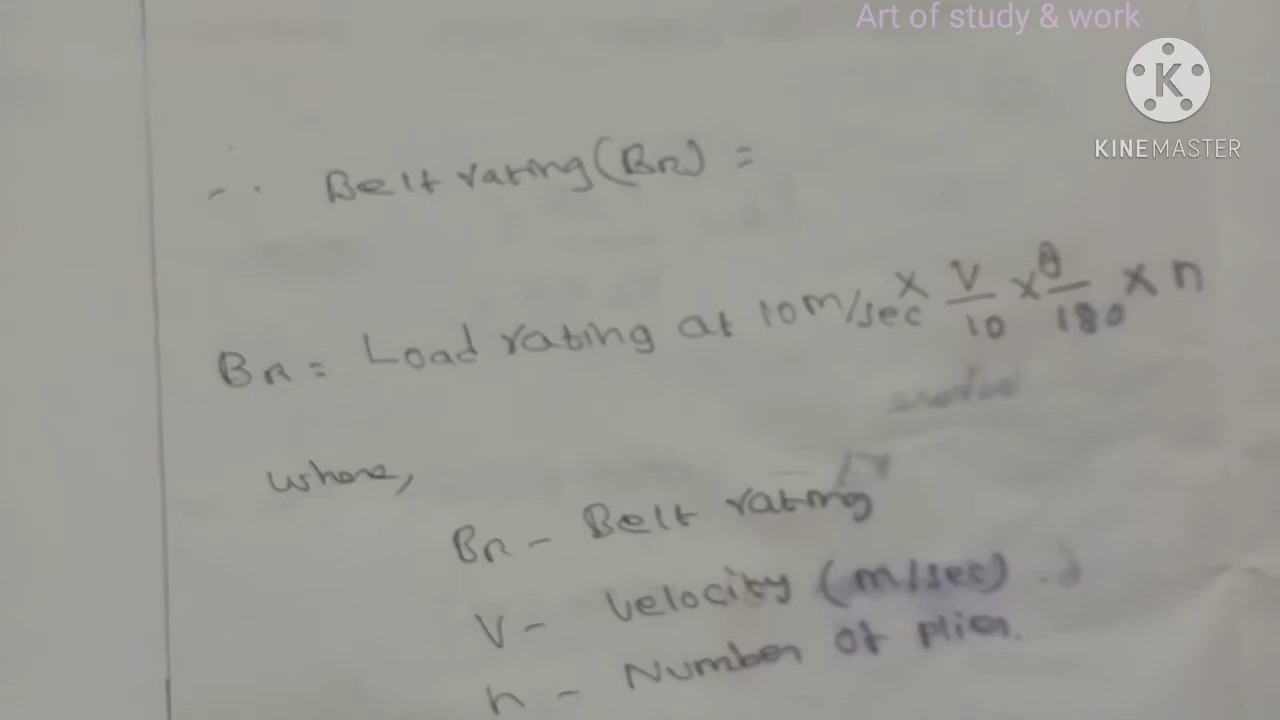 Art of study & work
K
KINEMASTER
∴ Belt rating (BR) =
BR = Load rating at 10m/sec × V/10 × θ/180 × n
where,
BR - Belt rating
V - Velocity (m/sec)
n - Number of plies.